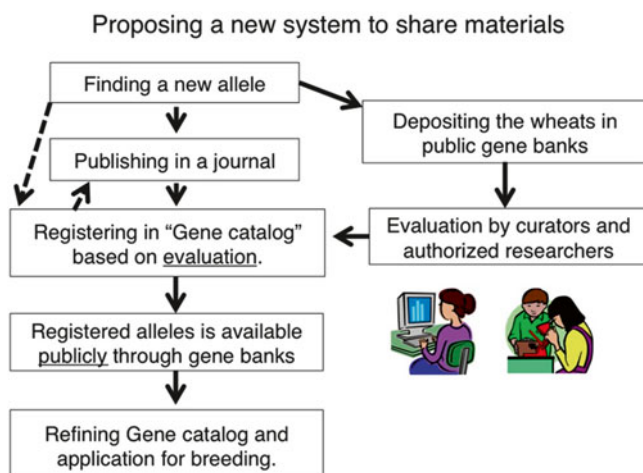 Proposing a new system to share materials
Finding a new allele
Depositing the wheats in
public gene banks
Publishing in a journal
Registering in “Gene catalog”
based on evaluation.
Evaluation by curators and
authorized researchers
Registered alleles is available
publicly through gene banks
Refining Gene catalog and
application for breeding.